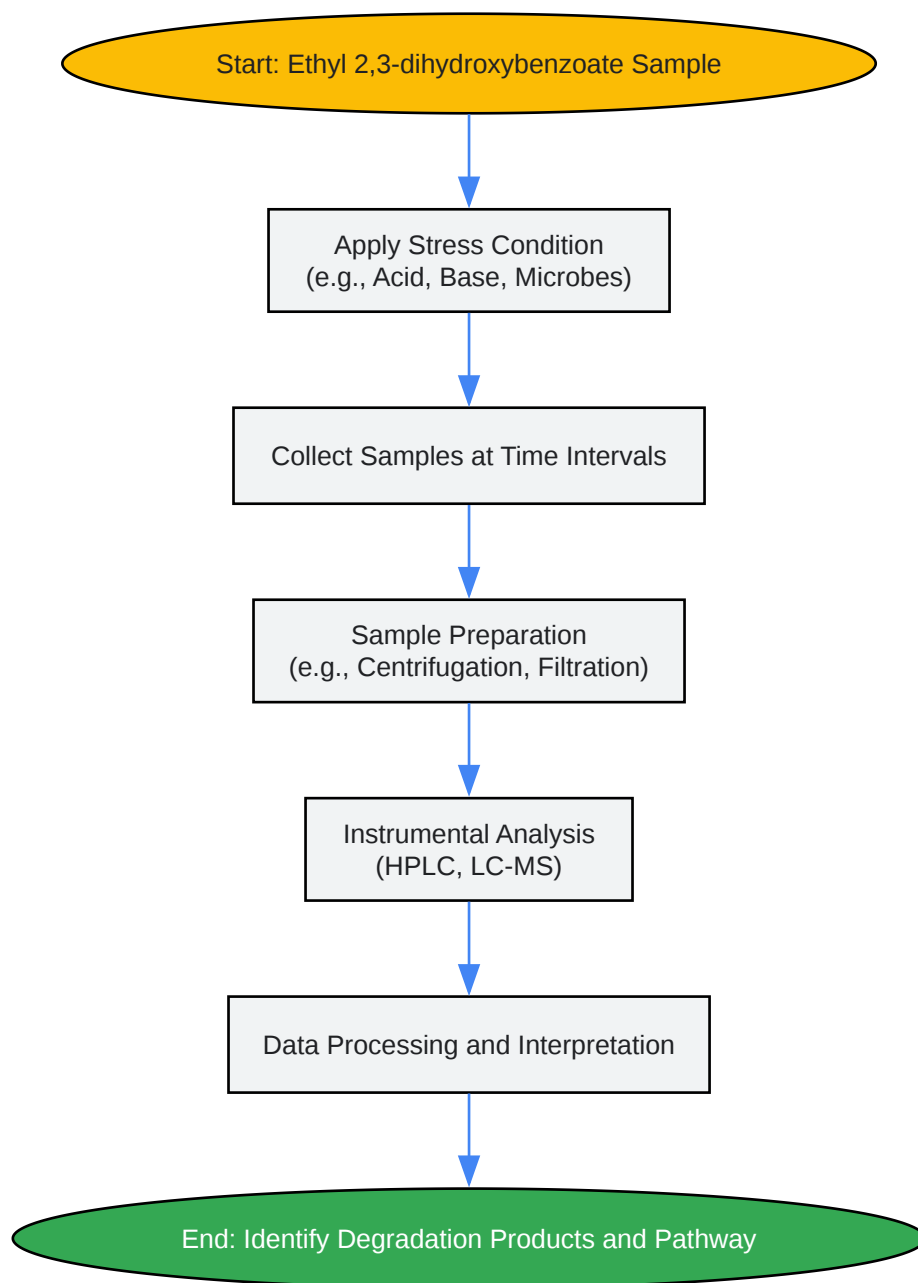 Start: Ethyl 2,3-dihydroxybenzoate Sample
Apply Stress Condition
(e.g., Acid, Base, Microbes)
Collect Samples at Time Intervals
Sample Preparation
(e.g., Centrifugation, Filtration)
Instrumental Analysis
(HPLC, LC-MS)
Data Processing and Interpretation
End: Identify Degradation Products and Pathway